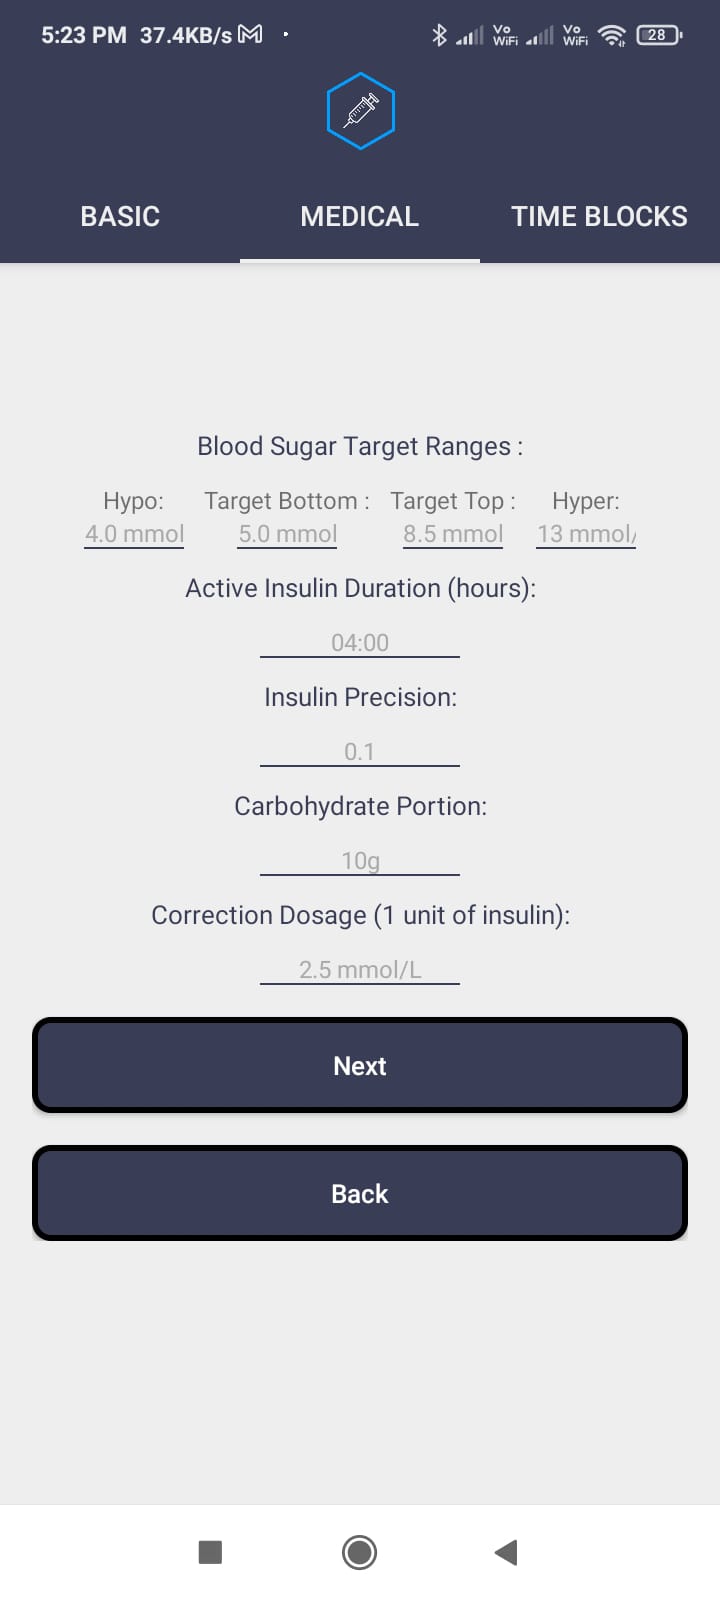 5:23 PM 37.4KB/s Vo WiFi Vo WiFi 28
BASIC MEDICAL TIME BLOCKS
Blood Sugar Target Ranges :
Hypo: Target Bottom : Target Top : Hyper:
4.0 mmol 5.0 mmol 8.5 mmol 13 mmol/
Active Insulin Duration (hours):
04:00
Insulin Precision:
0.1
Carbohydrate Portion:
10g
Correction Dosage (1 unit of insulin):
2.5 mmol/L
Next
Back